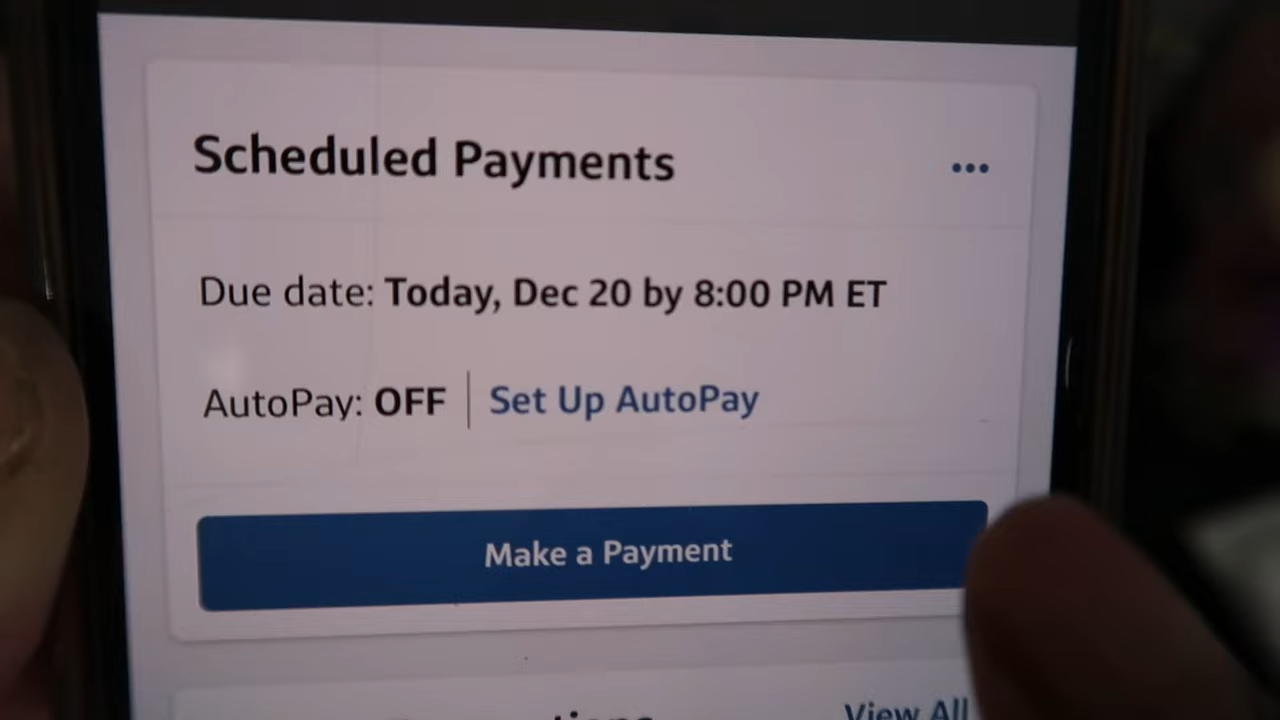 Scheduled Payments
Due date: Today, Dec 20 by 8:00 PM ET
AutoPay: OFF | Set Up AutoPay
Make a Payment
View All